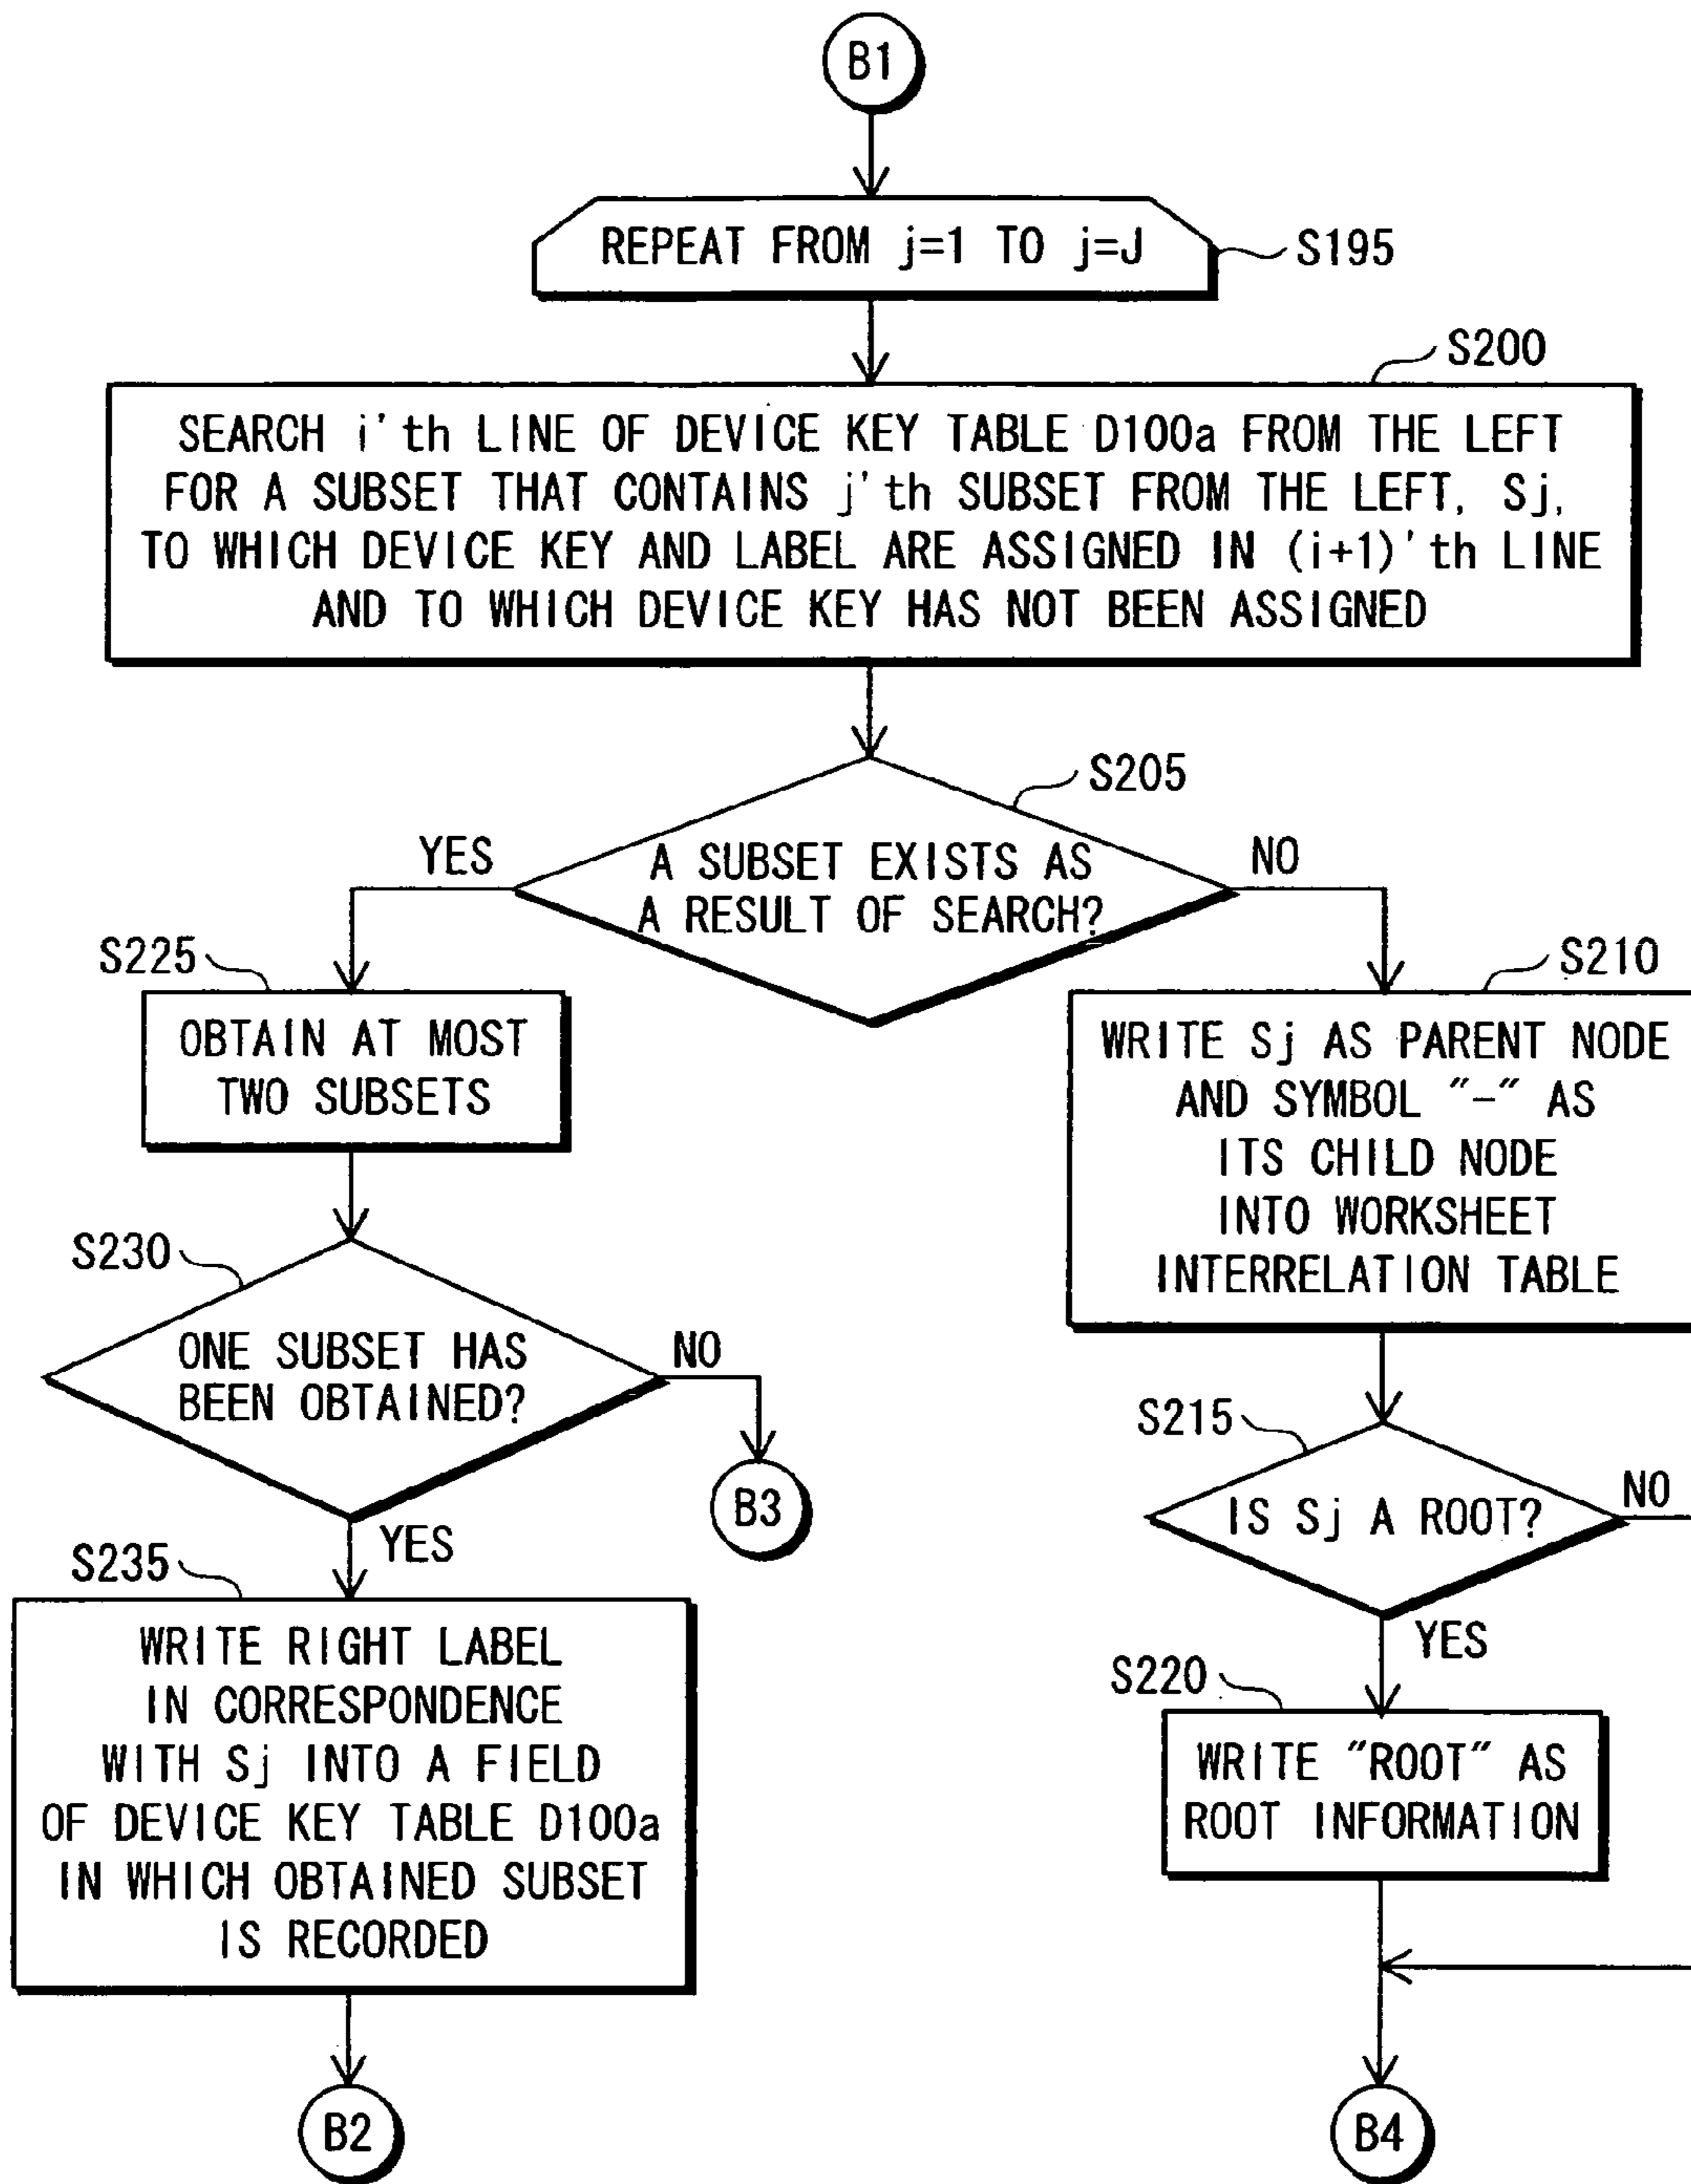 B1
REPEAT FROM j=1 TO j=J
S195
S200
SEARCH i'th LINE OF DEVICE KEY TABLE D100a FROM THE LEFT
FOR A SUBSET THAT CONTAINS j'th SUBSET FROM THE LEFT, Sj,
TO WHICH DEVICE KEY AND LABEL ARE ASSIGNED IN (i+1)'th LINE
AND TO WHICH DEVICE KEY HAS NOT BEEN ASSIGNED
S205
YES
A SUBSET EXISTS AS
A RESULT OF SEARCH?
NO
S225
OBTAIN AT MOST
TWO SUBSETS
S210
WRITE Sj AS PARENT NODE
AND SYMBOL "-" AS
ITS CHILD NODE
INTO WORKSHEET
INTERRELATION TABLE
S230
ONE SUBSET HAS
BEEN OBTAINED?
NO
B3
YES
S215
IS Sj A ROOT?
NO
YES
S235
WRITE RIGHT LABEL
IN CORRESPONDENCE
WITH Sj INTO A FIELD
OF DEVICE KEY TABLE D100a
IN WHICH OBTAINED SUBSET
IS RECORDED
S220
WRITE "ROOT" AS
ROOT INFORMATION
B2
B4